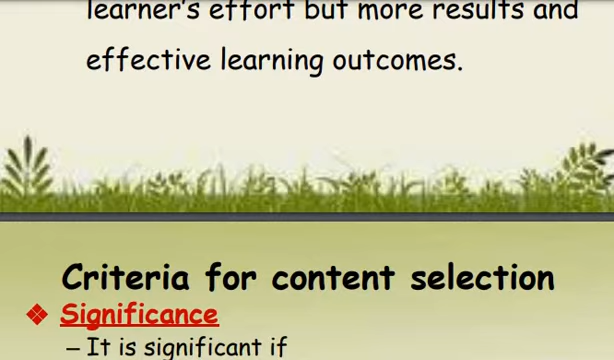 learner's effort but more results and
effective learning outcomes.
Criteria for content selection
❖ Significance
– It is significant if